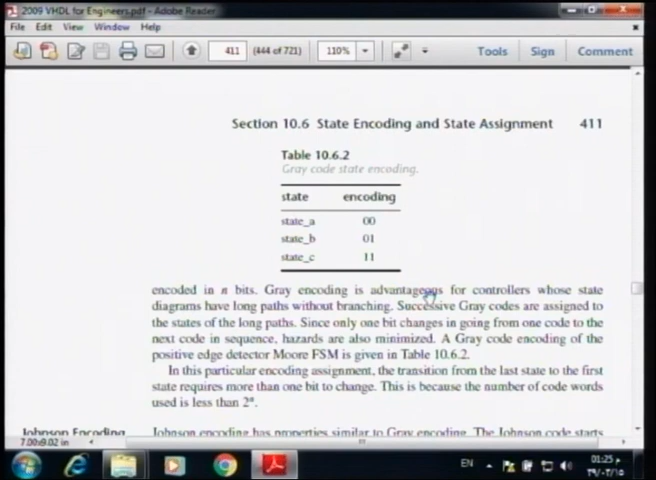 2009 VHDL for Engineers.pdf - Adobe Reader
File Edit View Window Help
411 (444 of 721) 110% Tools Sign Comment
Section 10.6 State Encoding and State Assignment 411
Table 10.6.2
Gray code state encoding.
state encoding
state_a 00
state_b 01
state_c 11
encoded in n bits. Gray encoding is advantageous for controllers whose state
diagrams have long paths without branching. Successive Gray codes are assigned to
the states of the long paths. Since only one bit changes in going from one code to the
next code in sequence, hazards are also minimized. A Gray code encoding of the
positive edge detector Moore FSM is given in Table 10.6.2.
In this particular encoding assignment, the transition from the last state to the first
state requires more than one bit to change. This is because the number of code words
used is less than 2ⁿ.
Johnson Encoding Johnson encoding has properties similar to Gray encoding. The Johnson code starts
7.00x9.02 in
EN 01:25 م